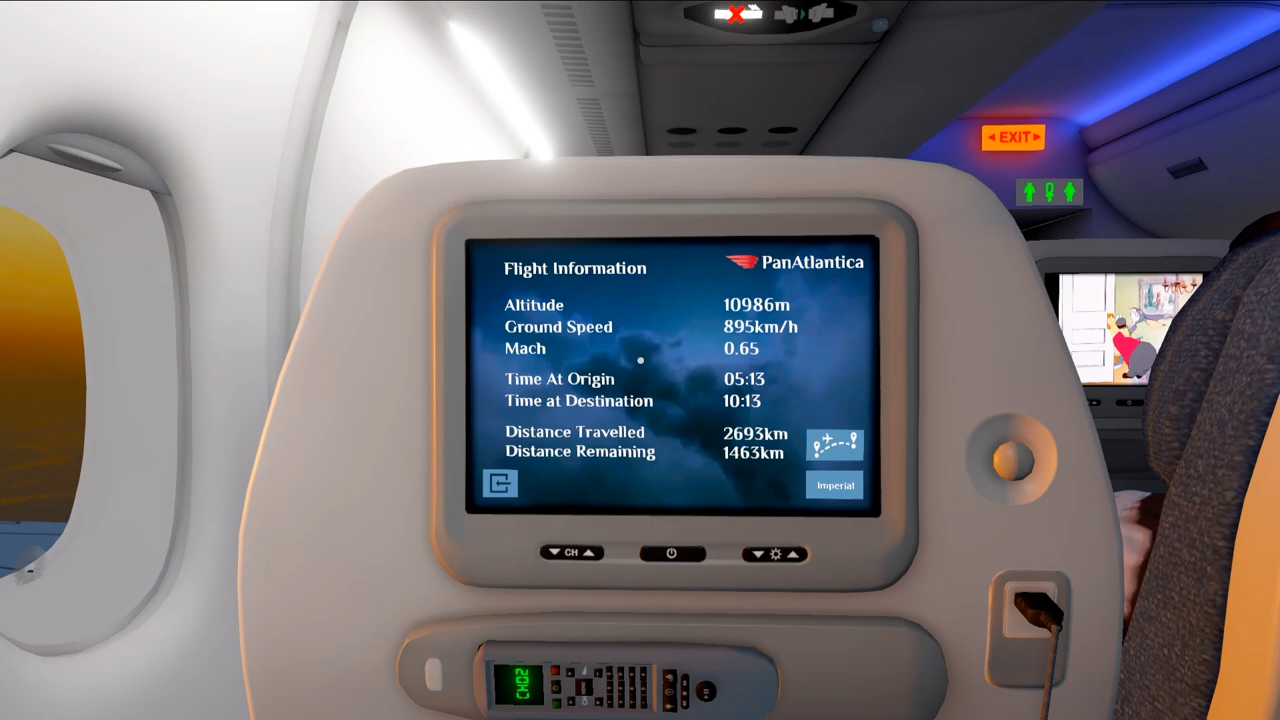 EXIT
Flight Information
PanAtlantica
Altitude 10986m
Ground Speed 895km/h
Mach 0.65
Time At Origin 05:13
Time at Destination 10:13
Distance Travelled 2693km
Distance Remaining 1463km
Imperial
CH
CH02